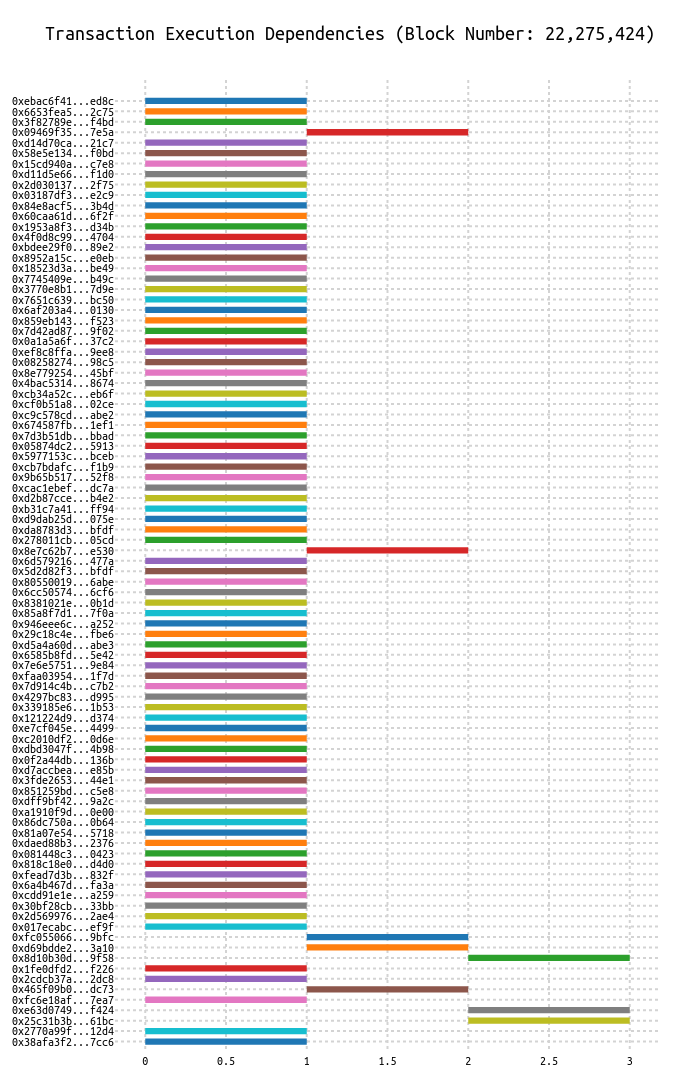 Transaction Execution Dependencies (Block Number: 22,275,424)
0xebac6f41...ed8c
0x6653fea5...2c75
0x3f82789e...f4bd
0x09469f35...7e5a
0xd14d70ca...21c7
0x58e5e134...f0bd
0x15cd940a...c7e8
0xd11d5e66...f1d0
0x2d030137...2f75
0x03187df3...e2c9
0x84e8acf5...3b4d
0x60caa61d...6f2f
0x1953a8f3...d34b
0x4f0d8c99...4704
0xbdee29f0...89e2
0x8952a15c...e0eb
0x18523d3a...be49
0x7745409e...b49c
0x3770e8b1...7d9e
0x7651c639...bc50
0x6af203a4...0130
0x859eb143...f523
0x7d42ad87...9f02
0x0a1a5a6f...37c2
0xef8c8ffa...9ee8
0x08258274...98c5
0x8e779254...45bf
0x4bac5314...8674
0xcb34a52c...eb6f
0xcf0b51a8...02ce
0xc9c578cd...abe2
0x674587fb...1ef1
0x7d3b51db...bbad
0x05874dc2...5913
0x5977153c...bceb
0xcb7bdafc...f1b9
0x9b65b517...52f8
0xcac1ebef...dc7a
0xd2b87cce...b4e2
0xb31c7a41...ff94
0xd9dab25d...075e
0xda8783d3...bfdf
0x278011cb...05cd
0x8e7c62b7...e530
0x6d579216...477a
0x5d2d82f3...bfdf
0x80550019...6abe
0x6cc50574...6cf6
0x8381021e...0b1d
0x85a8f7d1...7f0a
0x946eee6c...a252
0x29c18c4e...fbe6
0xd5a4a60d...abe3
0x6585b8fd...5e42
0x7e6e5751...9e84
0xfaa03954...1f7d
0x7d914c4b...c7b2
0x4297bc83...d995
0x339185e6...1b53
0x121224d9...d374
0xe7cf045e...4499
0xc2010df2...0d6e
0xdbd3047f...4b98
0x0f2a44db...136b
0xd7accbea...e85b
0x3fde2653...44e1
0x851259bd...c5e8
0xdff9bf42...9a2c
0xa1910f9d...0e00
0x86dc750a...0b64
0x81a07e54...5718
0xdaed88b3...2376
0x081448c3...0423
0x818c18e0...d4d0
0xfead7d3b...832f
0x6a4b467d...fa3a
0xcdd91e1e...a259
0x30bf28cb...33bb
0x2d569976...2ae4
0x017ecabc...ef9f
0xfc055066...9bfc
0xd69bdde2...3a10
0x8d10b30d...9f58
0x1fe0dfd2...f226
0x2cdcb37a...2dc8
0x465f09b0...dc73
0xfc6e18af...7ea7
0xe63d0749...f424
0x25c31b3b...61bc
0x2770a99f...12d4
0x38afa3f2...7cc6
0 0.5 1 1.5 2 2.5 3